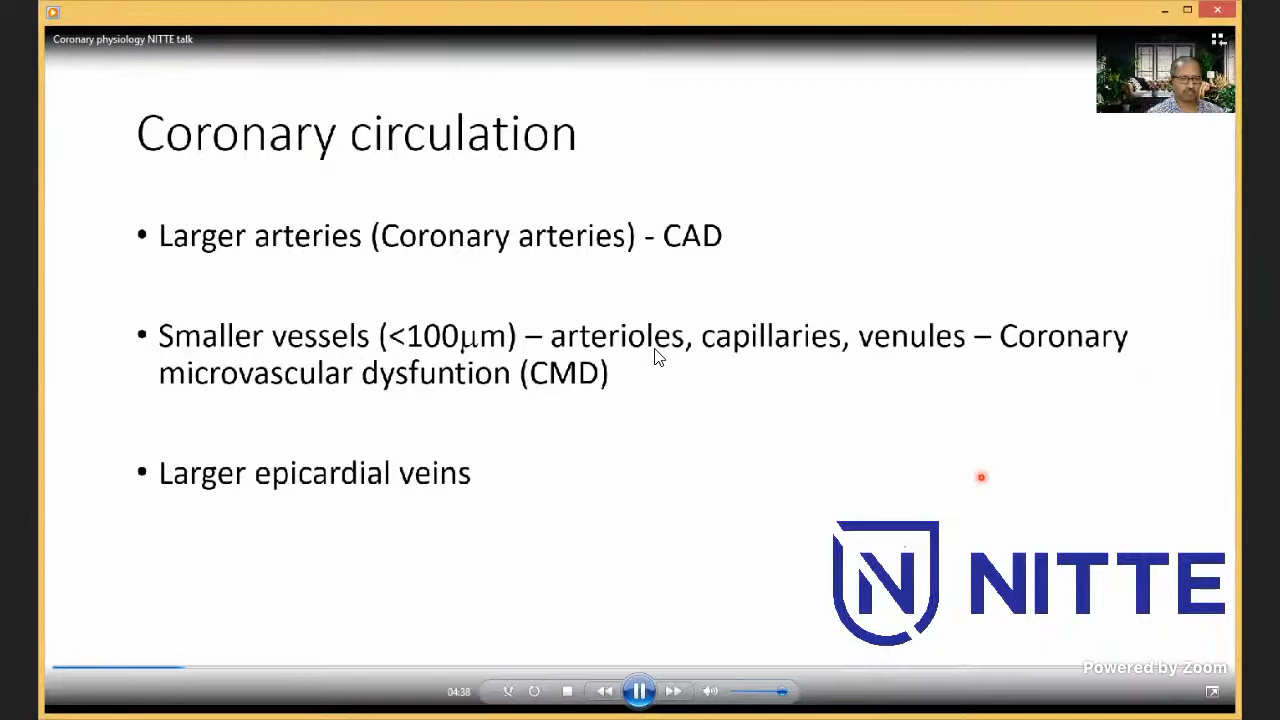 Coronary physiology NITTE talk
Coronary circulation
• Larger arteries (Coronary arteries) - CAD
• Smaller vessels (<100μm) – arterioles, capillaries, venules – Coronary
microvascular dysfuntion (CMD)
• Larger epicardial veins
N NITTE
Powered by Zoom
04:38